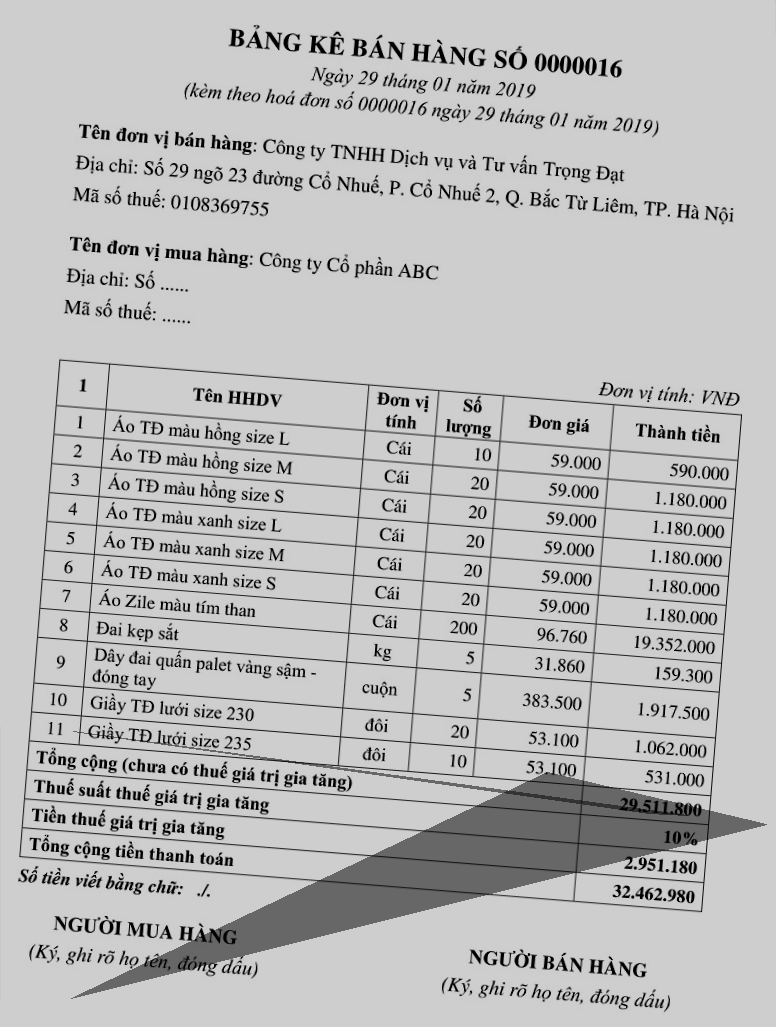 BẢNG KÊ BÁN HÀNG SỐ 0000016
Ngày 29 tháng 01 năm 2019
(kèm theo hoá đơn số 0000016 ngày 29 tháng 01 năm 2019)
Tên đơn vị bán hàng: Công ty TNHH Dịch vụ và Tư vấn Trọng Đạt
Địa chỉ: Số 29 ngõ 23 đường Cổ Nhuế, P. Cổ Nhuế 2, Q. Bắc Từ Liêm, TP. Hà Nội
Mã số thuế: 0108369755
Tên đơn vị mua hàng: Công ty Cổ phần ABC
Địa chỉ: Số ......
Mã số thuế: ......
Đơn vị tính: VNĐ
1 Tên HHDV Đơn vị tính Số lượng Đơn giá Thành tiền
1 Áo TĐ màu hồng size L Cái 10 59.000 590.000
2 Áo TĐ màu hồng size M Cái 20 59.000 1.180.000
3 Áo TĐ màu hồng size S Cái 20 59.000 1.180.000
4 Áo TĐ màu xanh size L Cái 20 59.000 1.180.000
5 Áo TĐ màu xanh size M Cái 20 59.000 1.180.000
6 Áo TĐ màu xanh size S Cái 20 59.000 1.180.000
7 Áo Zile màu tím than Cái 200 96.760 19.352.000
8 Đai kẹp sắt kg 5 31.860 159.300
9 Dây đai quấn palet vàng sậm - đóng tay cuộn 5 383.500 1.917.500
10 Giầy TĐ lưới size 230 đôi 20 53.100 1.062.000
11 Giầy TĐ lưới size 235 đôi 10 53.100 531.000
Tổng cộng (chưa có thuế giá trị gia tăng) 29.511.800
Thuế suất thuế giá trị gia tăng 10%
Tiền thuế giá trị gia tăng 2.951.180
Tổng cộng tiền thanh toán 32.462.980
Số tiền viết bằng chữ: ./.
NGƯỜI MUA HÀNG
(Ký, ghi rõ họ tên, đóng dấu)
NGƯỜI BÁN HÀNG
(Ký, ghi rõ họ tên, đóng dấu)